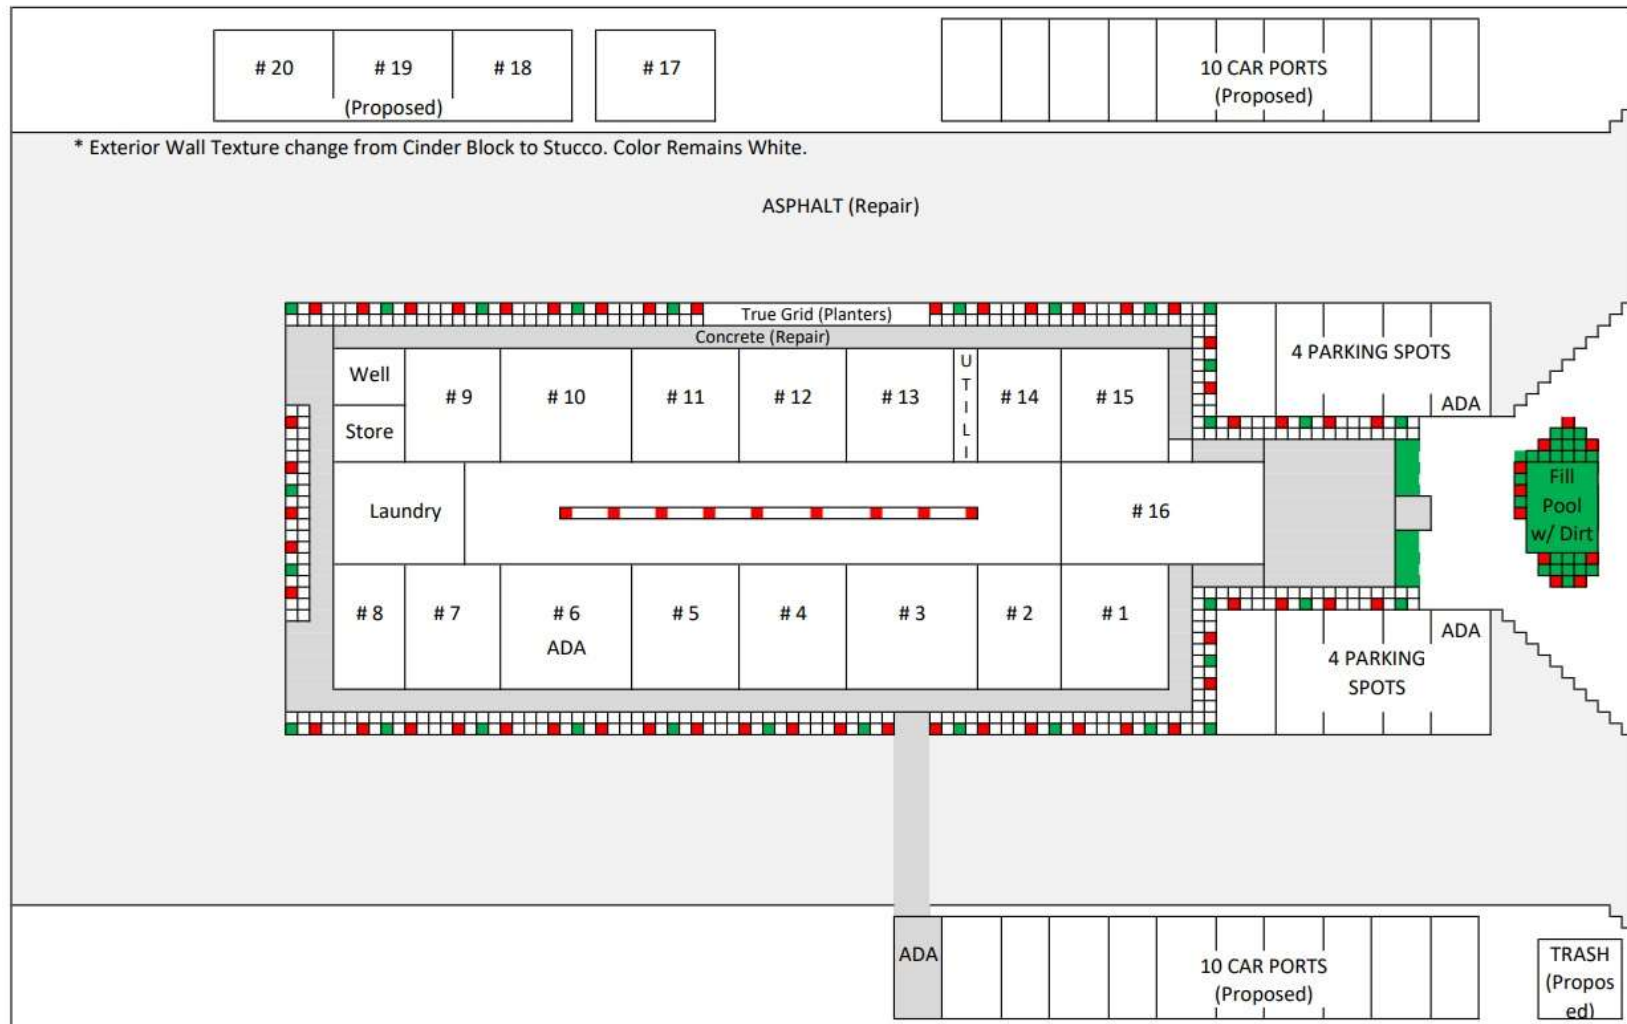 # 20
# 19
# 18
# 17
(Proposed)
10 CAR PORTS
(Proposed)
* Exterior Wall Texture change from Cinder Block to Stucco. Color Remains White.
ASPHALT (Repair)
True Grid (Planters)
Concrete (Repair)
4 PARKING SPOTS
ADA
Well
Store
# 9
# 10
# 11
# 12
# 13
U
T
I
L
I
# 14
# 15
Laundry
# 16
Fill
Pool
w/ Dirt
# 8
# 7
# 6
ADA
# 5
# 4
# 3
# 2
# 1
ADA
4 PARKING
SPOTS
ADA
10 CAR PORTS
(Proposed)
TRASH
(Propos
ed)